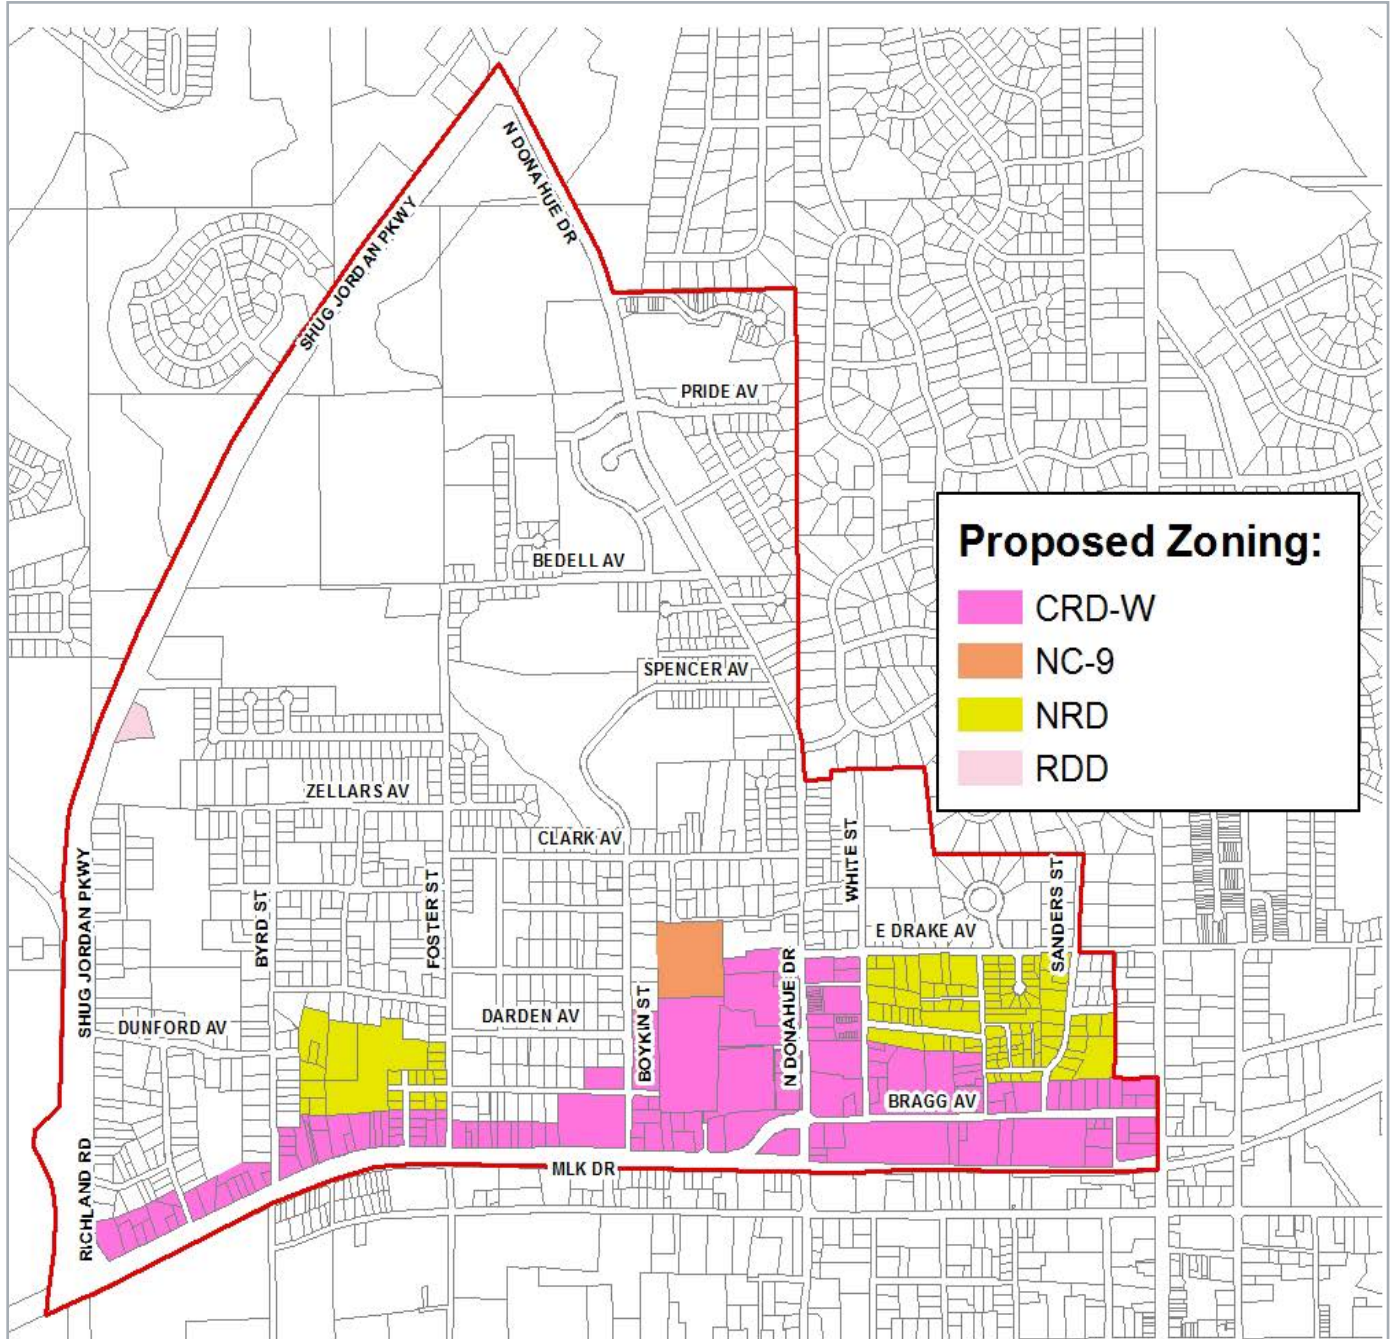 N DONAHUE DR
SHUG JORDAN PKWY
PRIDE AV
BEDELL AV
SPENCER AV
Proposed Zoning:
CRD-W
NC-9
NRD
RDD
ZELLARS AV
CLARK AV
WHITE ST
SHUG JORDAN PKWY
BYRD ST
FOSTER ST
E DRAKE AV
SANDERS ST
DUNFORD AV
DARDEN AV
BOYKIN ST
N DONAHUE DR
BRAGG AV
MLK DR
RICHLAND RD